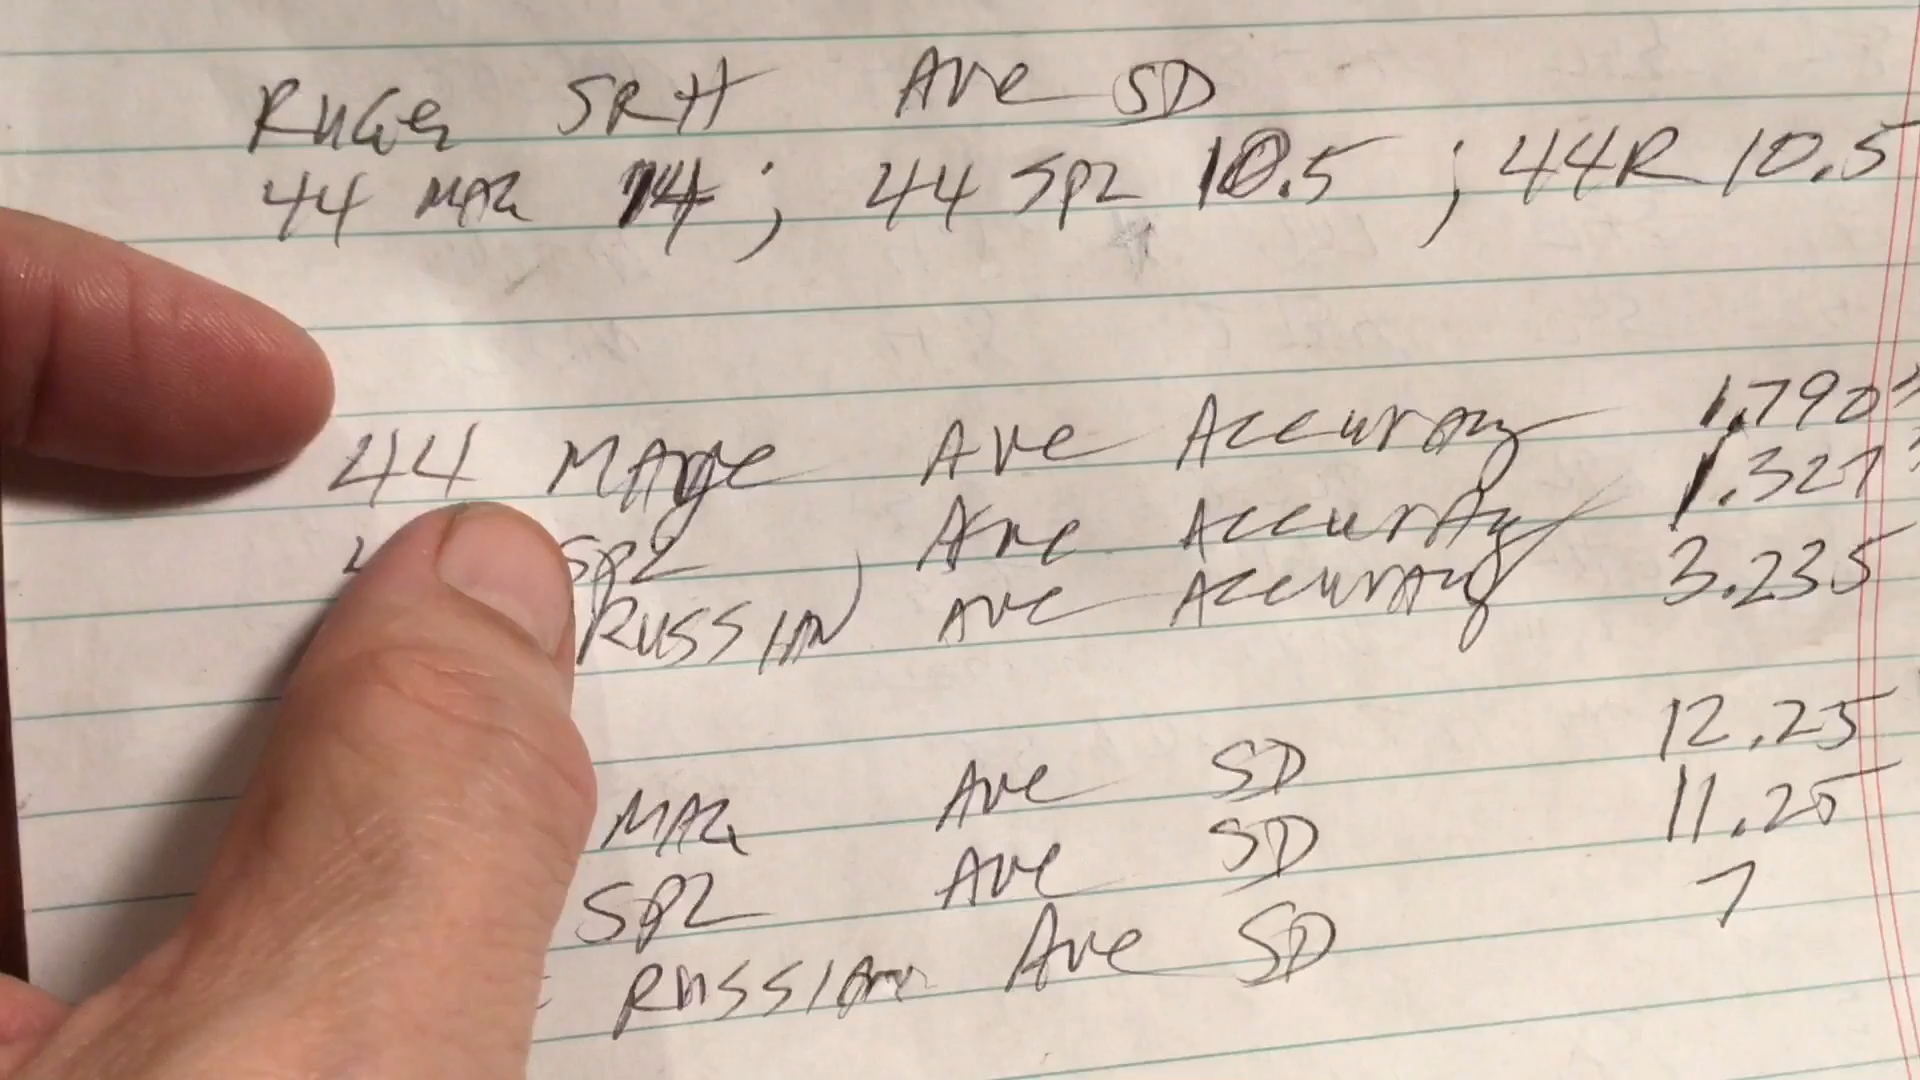 Ruger SRH Ave SD
44 MAG 14; 44 SPL 10.5 ; 44R 10.5
44 Ave Accuracy 1.790"
SPL Ave Accuracy 1.327"
RUSSIAN Ave Accuracy 3.235
MAG Ave SD 12.25
SPL Ave SD 11.25
RUSSIAN Ave SD 7